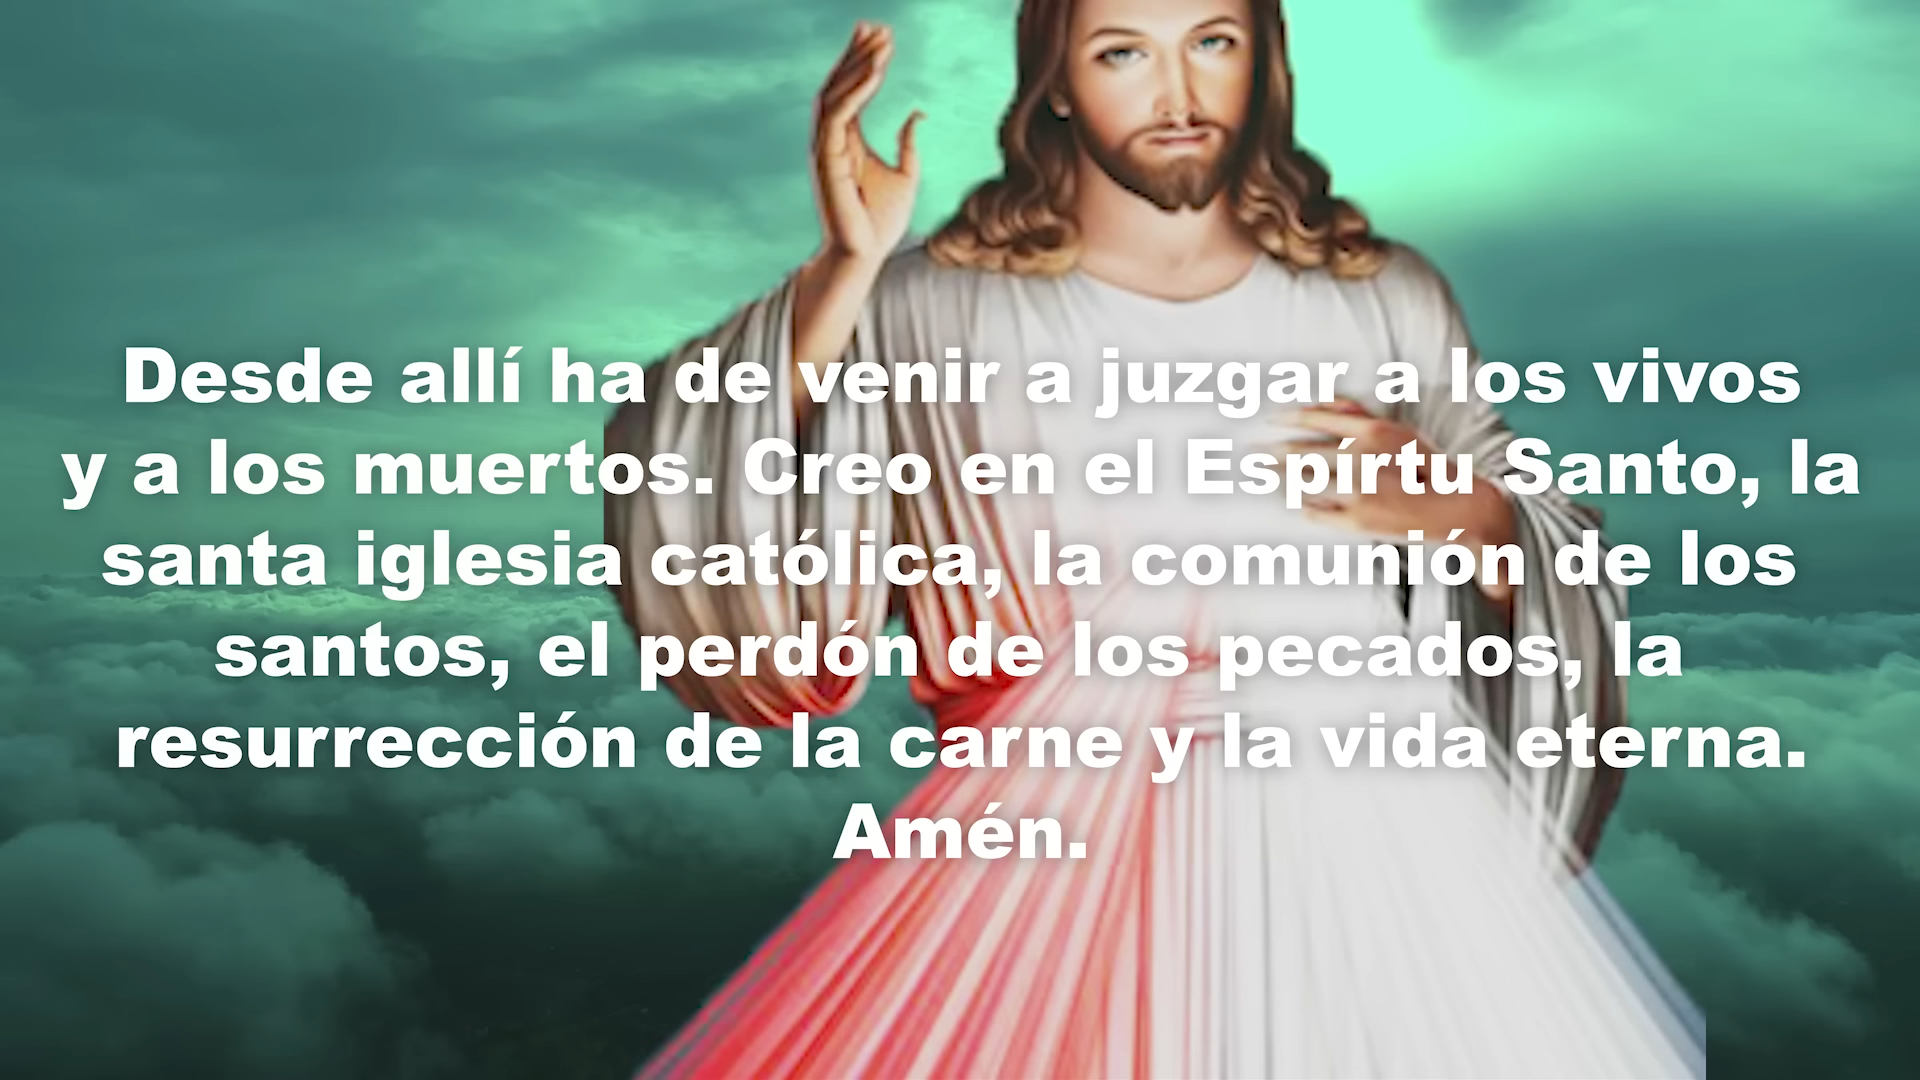 Desde allí ha de venir a juzgar a los vivos
y a los muertos. Creo en el Espírtu Santo, la
santa iglesia católica, la comunión de los
santos, el perdón de los pecados, la
resurrección de la carne y la vida eterna.
Amén.